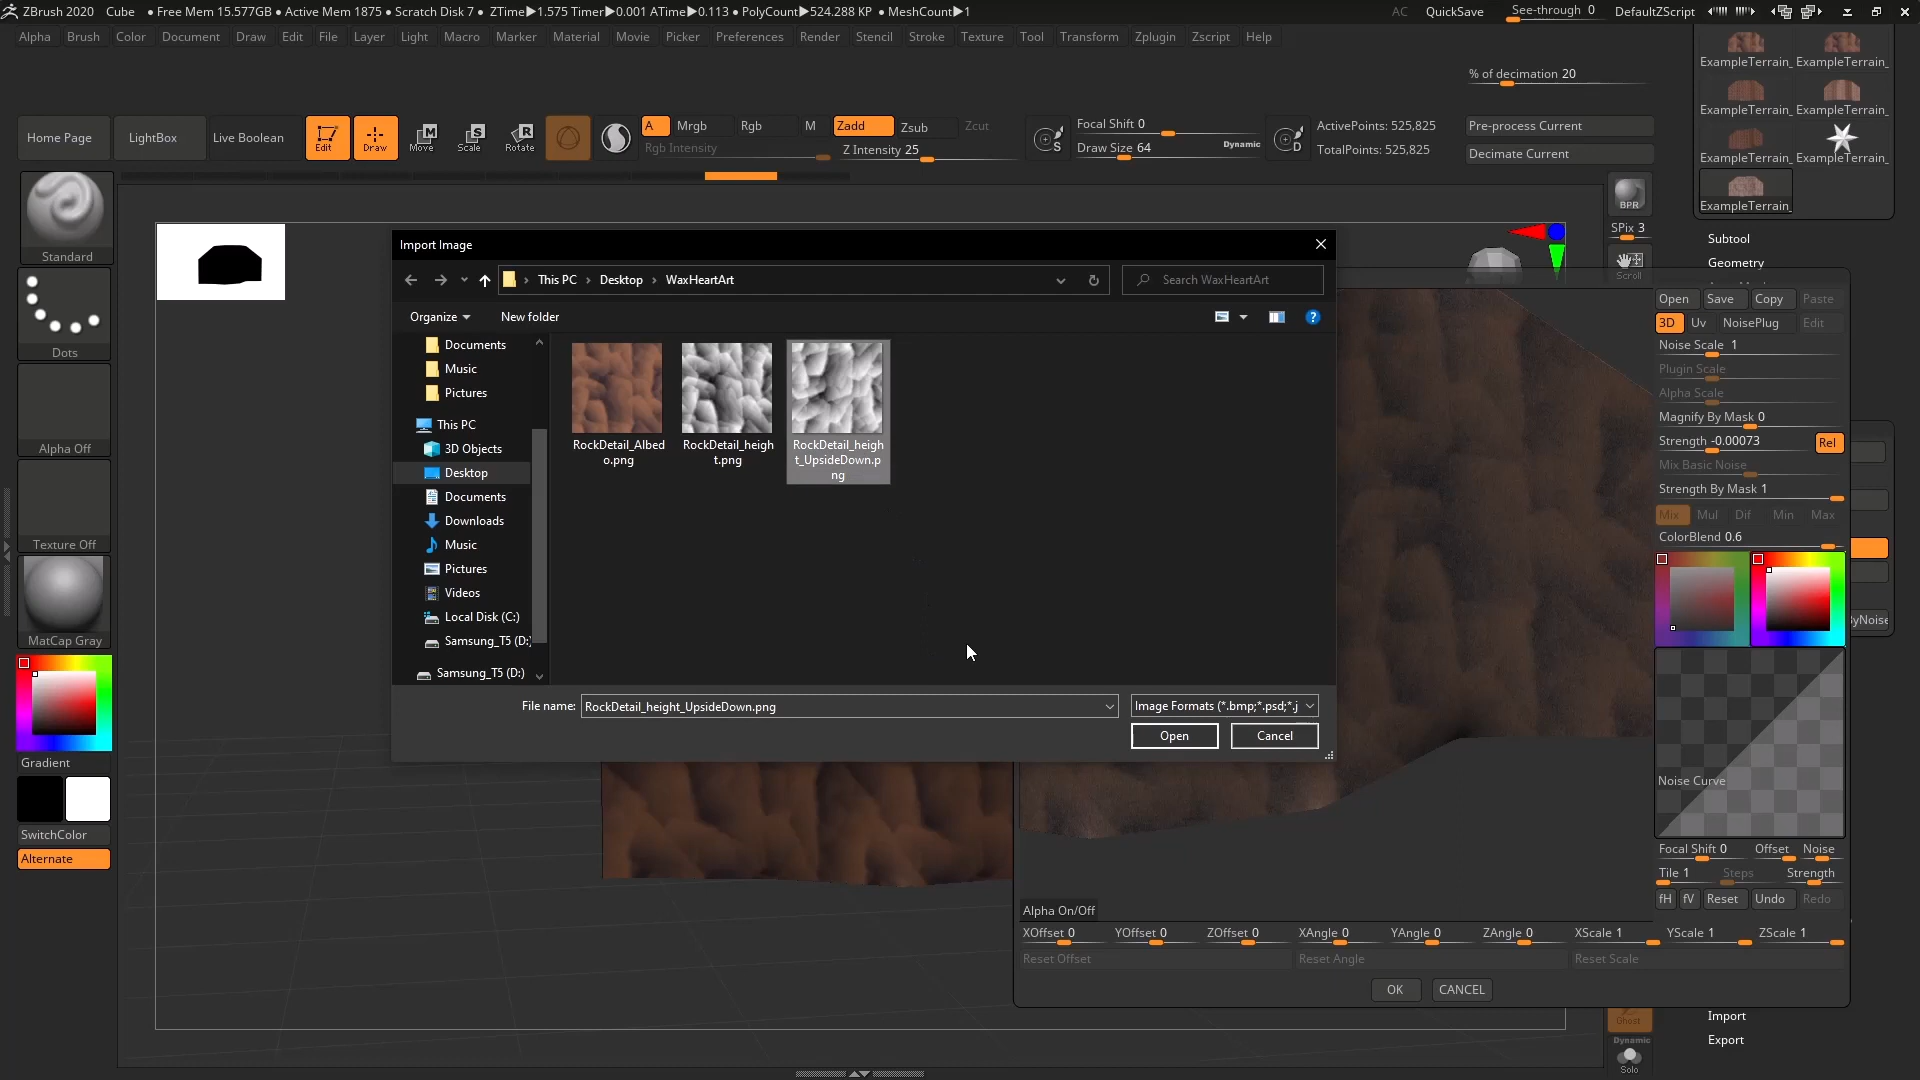 ZBrush 2020 Cube • Free Mem 15.577GB • Active Mem 1875 • Scratch Disk 7 • ZTime▶1.575 Timer▶0.001 ATime▶0.113 • PolyCount▶524.288 KP • MeshCount▶1
AC QuickSave See-through 0 DefaultZScript
Alpha Brush Color Document Draw Edit File Layer Light Macro Marker Material Movie Picker Preferences Render Stencil Stroke Texture Tool Transform Zplugin Zscript Help
ExampleTerrain_ ExampleTerrain_
% of decimation 20
ExampleTerrain_ ExampleTerrain_
Home Page LightBox Live Boolean Edit Draw Move Scale Rotate
M S R
A Mrgb Rgb M Zadd Zsub Zcut
Rgb Intensity Z Intensity 25
S Focal Shift 0
Draw Size 64 Dynamic
D ActivePoints: 525,825
TotalPoints: 525,825
Pre-process Current
Decimate Current
ExampleTerrain_ ExampleTerrain_
ExampleTerrain_
BPR
SPix 3
Scroll
Subtool
Geometry
Standard
Dots
Alpha Off
Texture Off
MatCap Gray
Gradient
SwitchColor
Alternate
Import Image
This PC Desktop WaxHeartArt
Search WaxHeartArt
Organize New folder
Documents
Music
Pictures
This PC
3D Objects
Desktop
Documents
Downloads
Music
Pictures
Videos
Local Disk (C:)
Samsung_T5 (D:)
Samsung_T5 (D:)
RockDetail_Albed
o.png
RockDetail_heigh
t.png
RockDetail_heigh
t_UpsideDown.p
ng
File name: RockDetail_height_UpsideDown.png
Image Formats (*.bmp;*.psd;*.j
Open Cancel
Open Save Copy Paste
3D Uv NoisePlug Edit
Noise Scale 1
Plugin Scale
Alpha Scale
Magnify By Mask 0
Strength -0.00073 Rel
Mix Basic Noise
Strength By Mask 1
Mix Mul Dif Min Max
ColorBlend 0.6
ByNoise
Noise Curve
Focal Shift 0 Offset Noise
Tile 1 Steps Strength
fH fV Reset Undo Redo
Alpha On/Off
XOffset 0 YOffset 0 ZOffset 0 XAngle 0 YAngle 0 ZAngle 0 XScale 1 YScale 1 ZScale 1
Reset Offset Reset Angle Reset Scale
OK CANCEL
Ghost
Import
Dynamic
Export
Solo